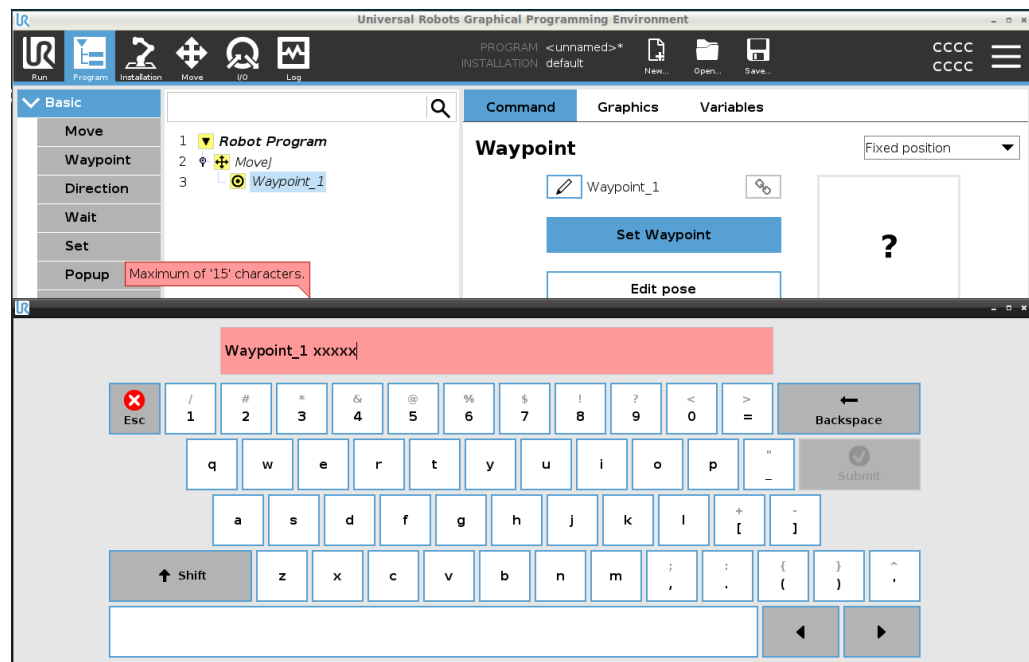 UR Universal Robots Graphical Programming Environment
UR
Run Program Installation Move I/O Log
PROGRAM <unnamed>*
INSTALLATION default
New... Open... Save...
CCCC
CCCC
Basic
Move
Waypoint
Direction
Wait
Set
Popup
1 Robot Program
2 MoveJ
3 Waypoint_1
Command Graphics Variables
Waypoint
Fixed position
Waypoint_1
Set Waypoint
?
Edit pose
Maximum of '15' characters.
UR
Waypoint_1 xxxxx
Esc / 1 # 2 * 3 & 4 @ 5 % 6 $ 7 ! 8 ? 9 < 0 > = Backspace
q w e r t y u i o p " _ Submit
a s d f g h j k l + [ - ]
Shift z x c v b n m ; , : . { ( } ) ^ '